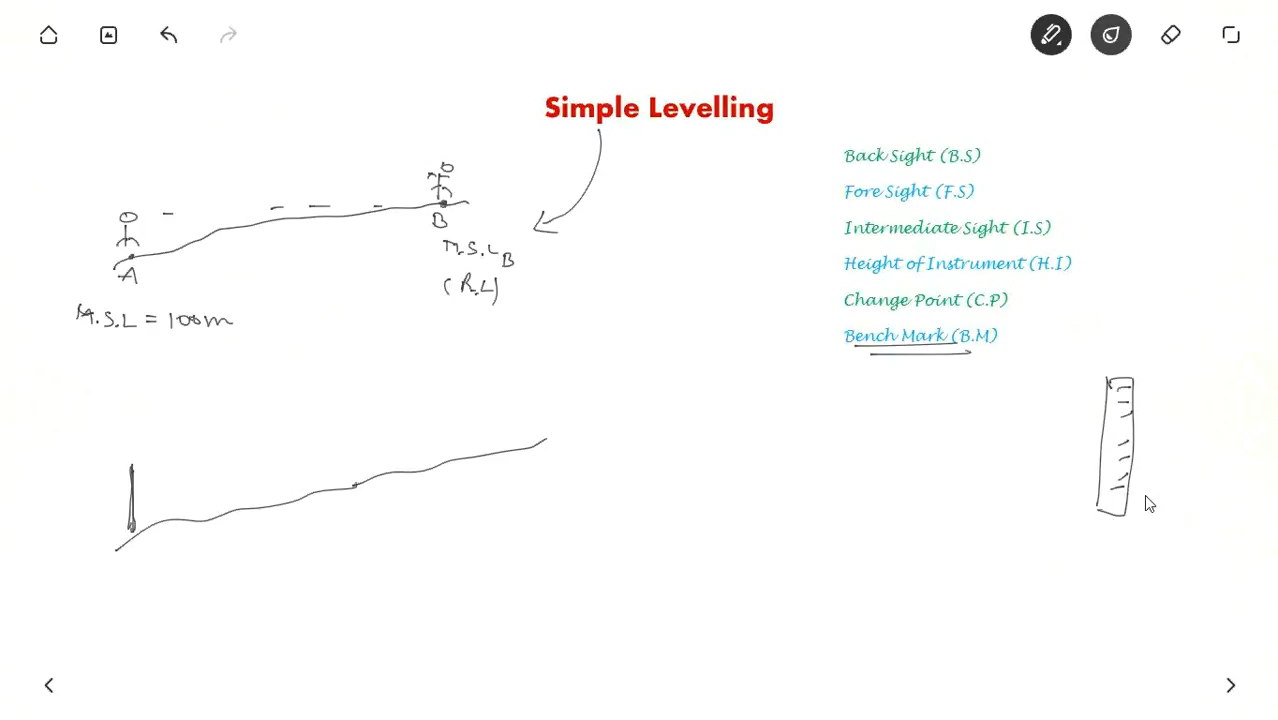 Simple Levelling
Back Sight (B.S)
Fore Sight (F.S)
Intermediate Sight (I.S)
Height of Instrument (H.I)
Change Point (C.P)
Bench Mark (B.M)
A
B
M.S.L B
(R.L)
M.S.L = 100m